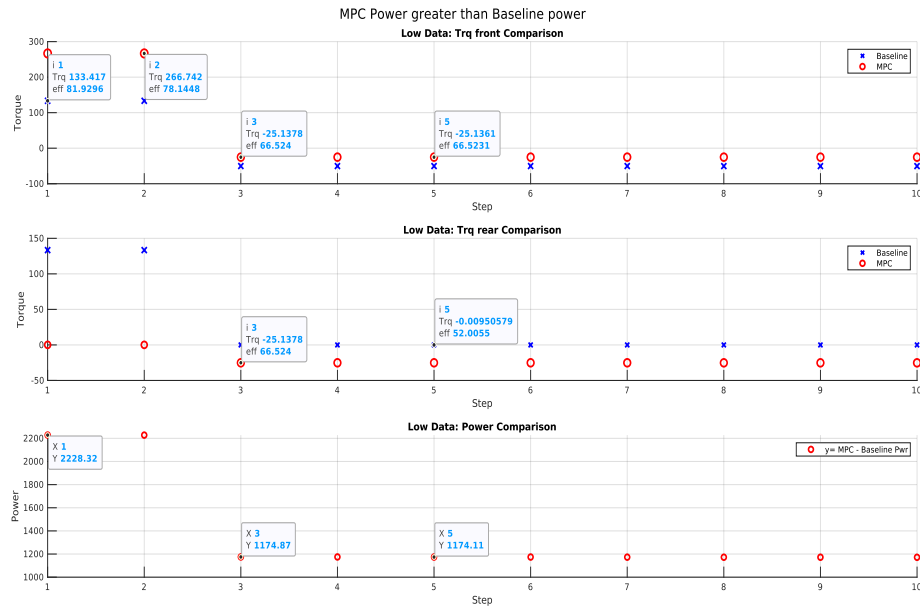 MPC Power greater than Baseline power
Low Data: Trq front Comparison
300
200
100
0
-100
Torque
Baseline
MPC
i 1
Trq 133.417
eff 81.9296
i 2
Trq 266.742
eff 78.1448
i 3
Trq -25.1378
eff 66.524
i 5
Trq -25.1361
eff 66.5231
1 2 3 4 5 6 7 8 9 10
Step
Low Data: Trq rear Comparison
150
100
50
0
-50
Torque
Baseline
MPC
i 3
Trq -25.1378
eff 66.524
i 5
Trq -0.00950579
eff 52.0055
1 2 3 4 5 6 7 8 9 10
Step
Low Data: Power Comparison
2200
2000
1800
1600
1400
1200
1000
Power
y= MPC - Baseline Pwr
X 1
Y 2228.32
X 3
Y 1174.87
X 5
Y 1174.11
1 2 3 4 5 6 7 8 9 10
Step